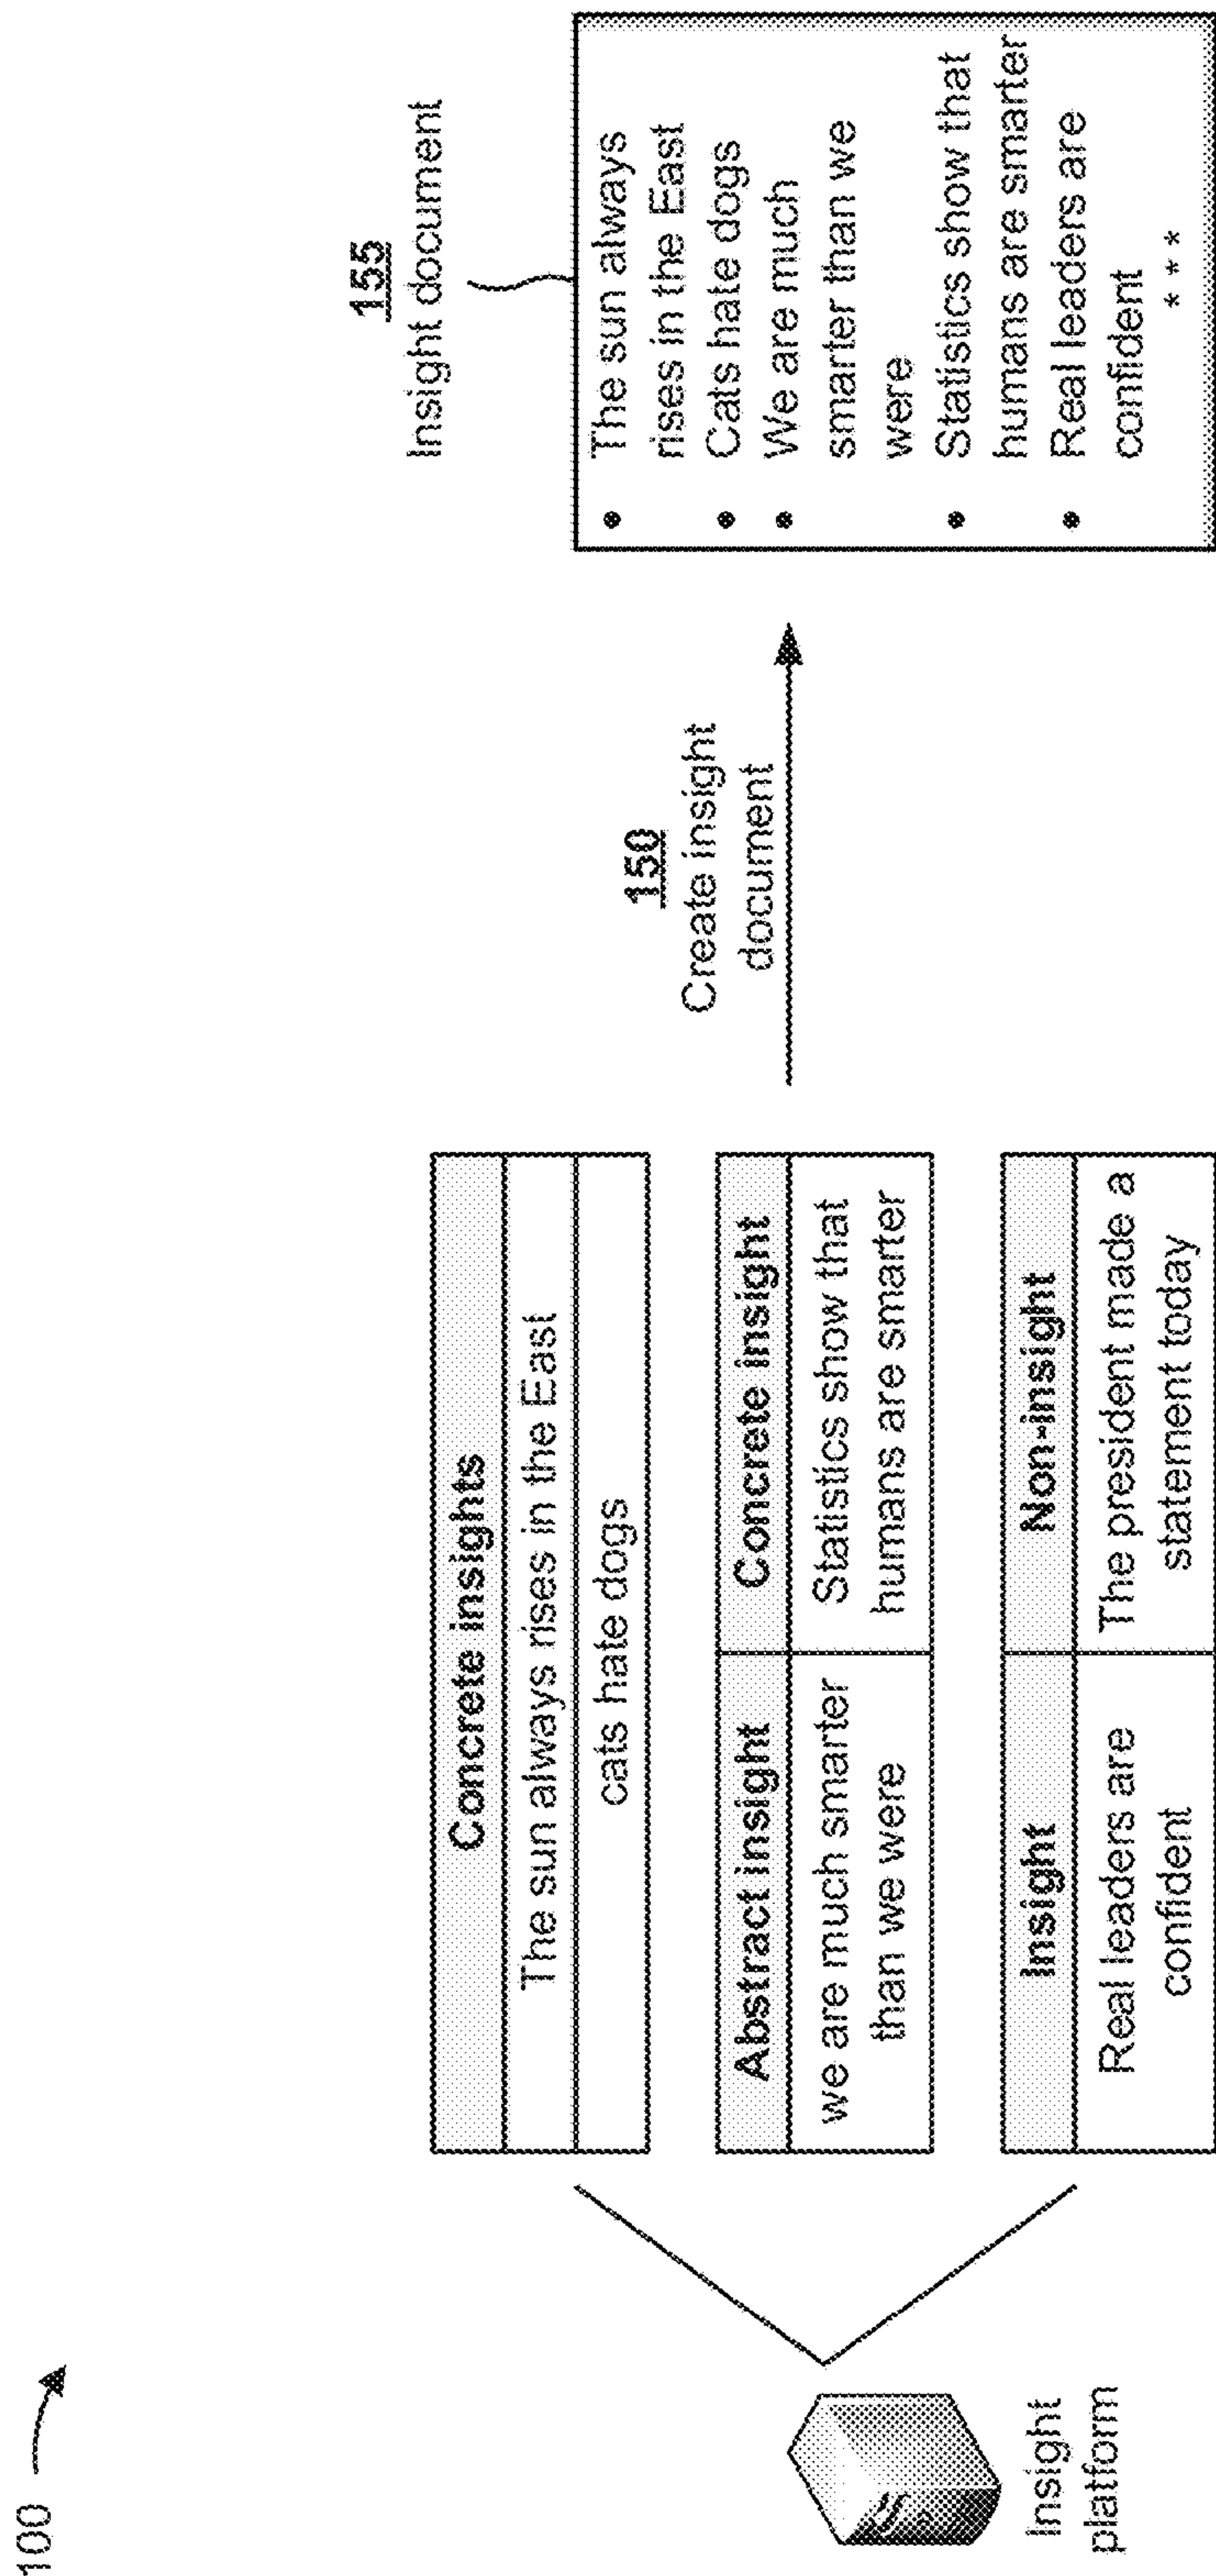 100
Insight
platform
Concrete insights
The sun always rises in the East
cats hate dogs
Abstract insight
Concrete insight
we are much smarter
than we were
Statistics show that
humans are smarter
Insight
Non-insight
Real leaders are
confident
The president made a
statement today
150
Create insight
document
155
Insight document
• The sun always
rises in the East
• Cats hate dogs
• We are much
smarter than we
were
• Statistics show that
humans are smarter
• Real leaders are
confident
* * *